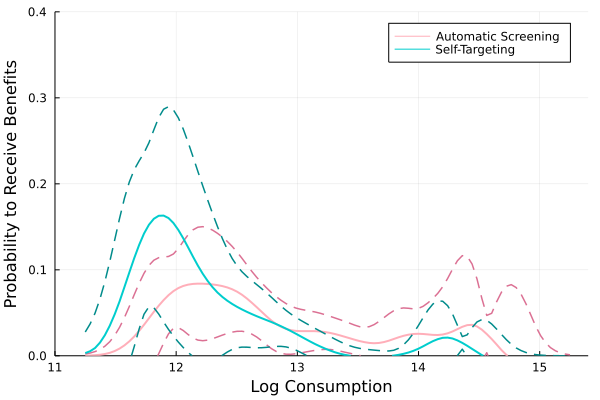 0.4
0.3
0.2
0.1
0.0
Probability to Receive Benefits
Automatic Screening
Self-Targeting
11
12
13
14
15
Log Consumption